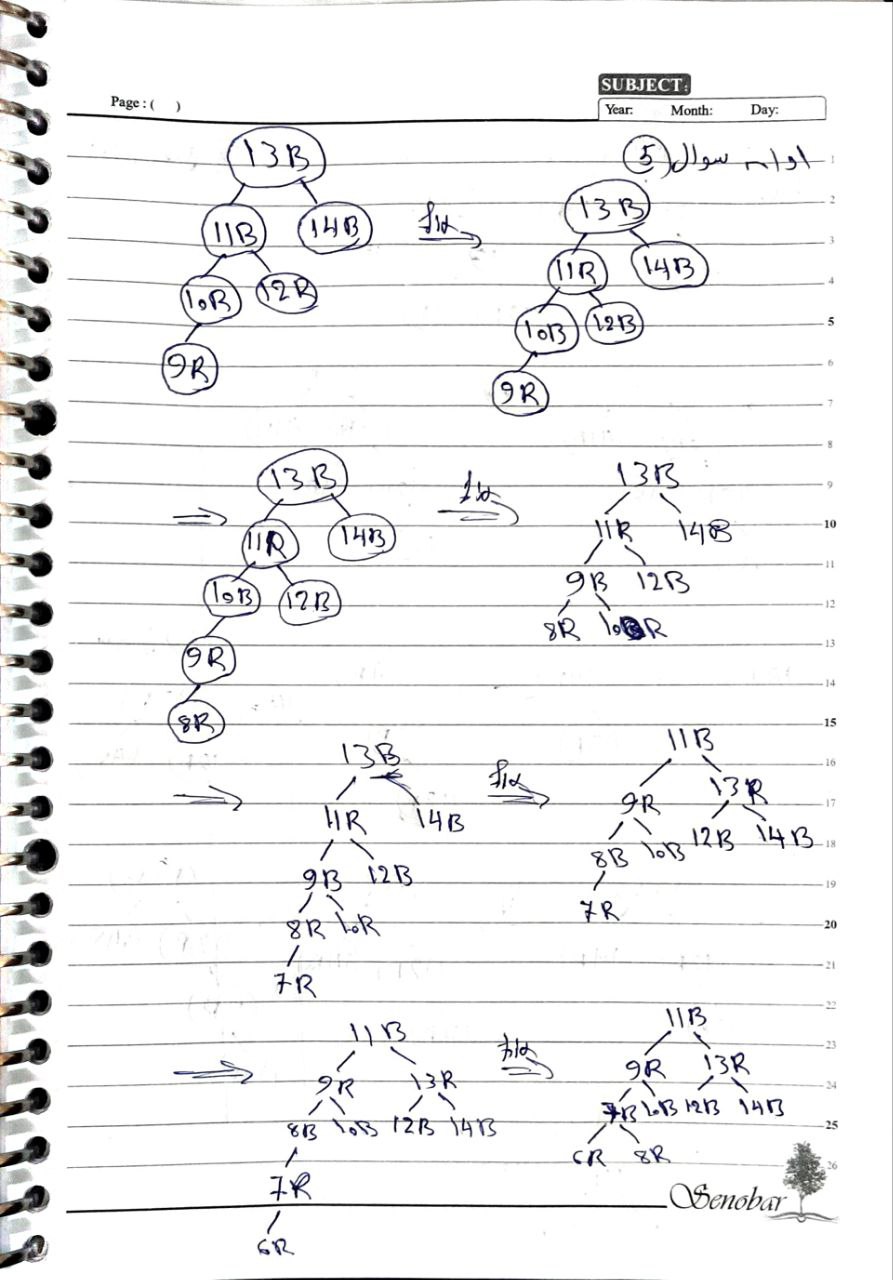 Page : ( )
SUBJECT:
Year: Month: Day:
ادامه سوال 5
13B
11B 14B
10R 12R
9R
fix
13B
11R 14B
10B 12B
9R
13B
11R 14B
10B 12B
9R
8R
fix
13B
11R 14B
9B 12B
8R 10R
13B
11R 14B
9B 12B
8R 10R
7R
fix
11B
9R 13R
8B 10B 12B 14B
7R
11B
9R 13R
8B 10B 12B 14B
7R
6R
fix
11B
9R 13R
7B 10B 12B 14B
6R 8R
1
2
3
4
5
6
7
8
9
10
11
12
13
14
15
16
17
18
19
20
21
22
23
24
25
26
Senobar